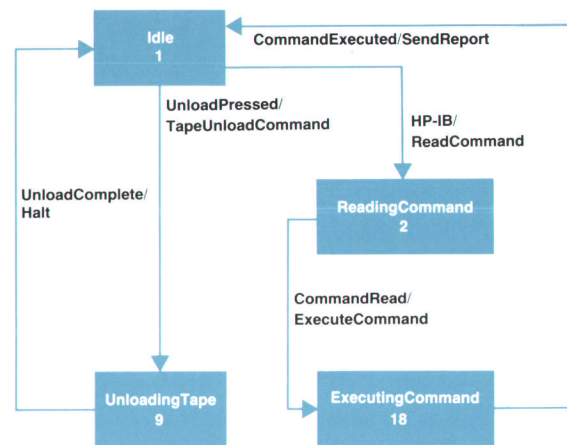 Idle
1
CommandExecuted/SendReport
UnloadPressed/
TapeUnloadCommand
HP-IB/
ReadCommand
UnloadComplete/
Halt
ReadingCommand
2
CommandRead/
ExecuteCommand
UnloadingTape
9
ExecutingCommand
18